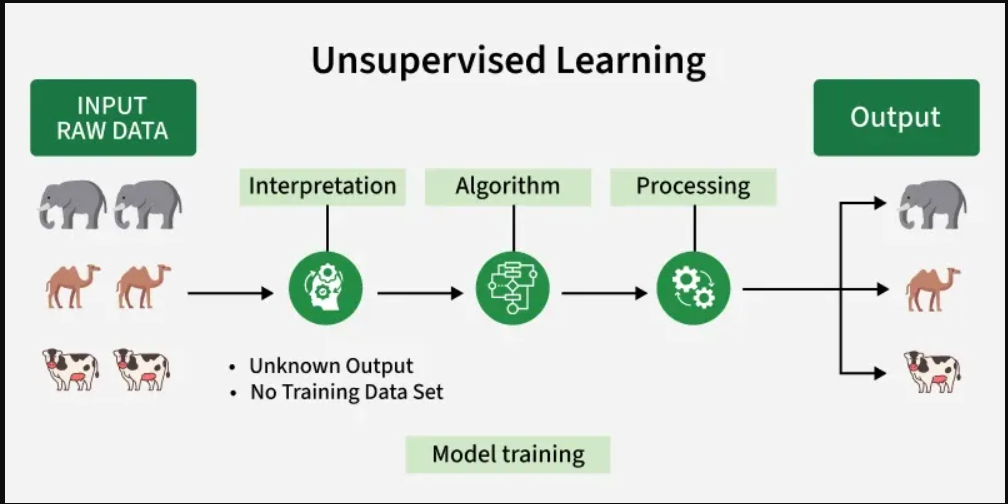 Unsupervised Learning
INPUT
RAW DATA
Output
Interpretation
Algorithm
Processing
• Unknown Output
• No Training Data Set
Model training